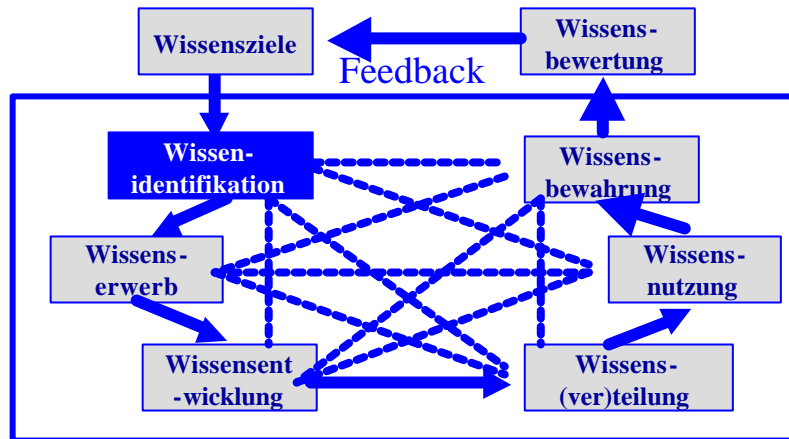 Wissensziele
Wissens-
bewertung
Feedback
Wissen-
identifikation
Wissens-
bewahrung
Wissens-
erwerb
Wissens-
nutzung
Wissensent
-wicklung
Wissens-
(ver)teilung